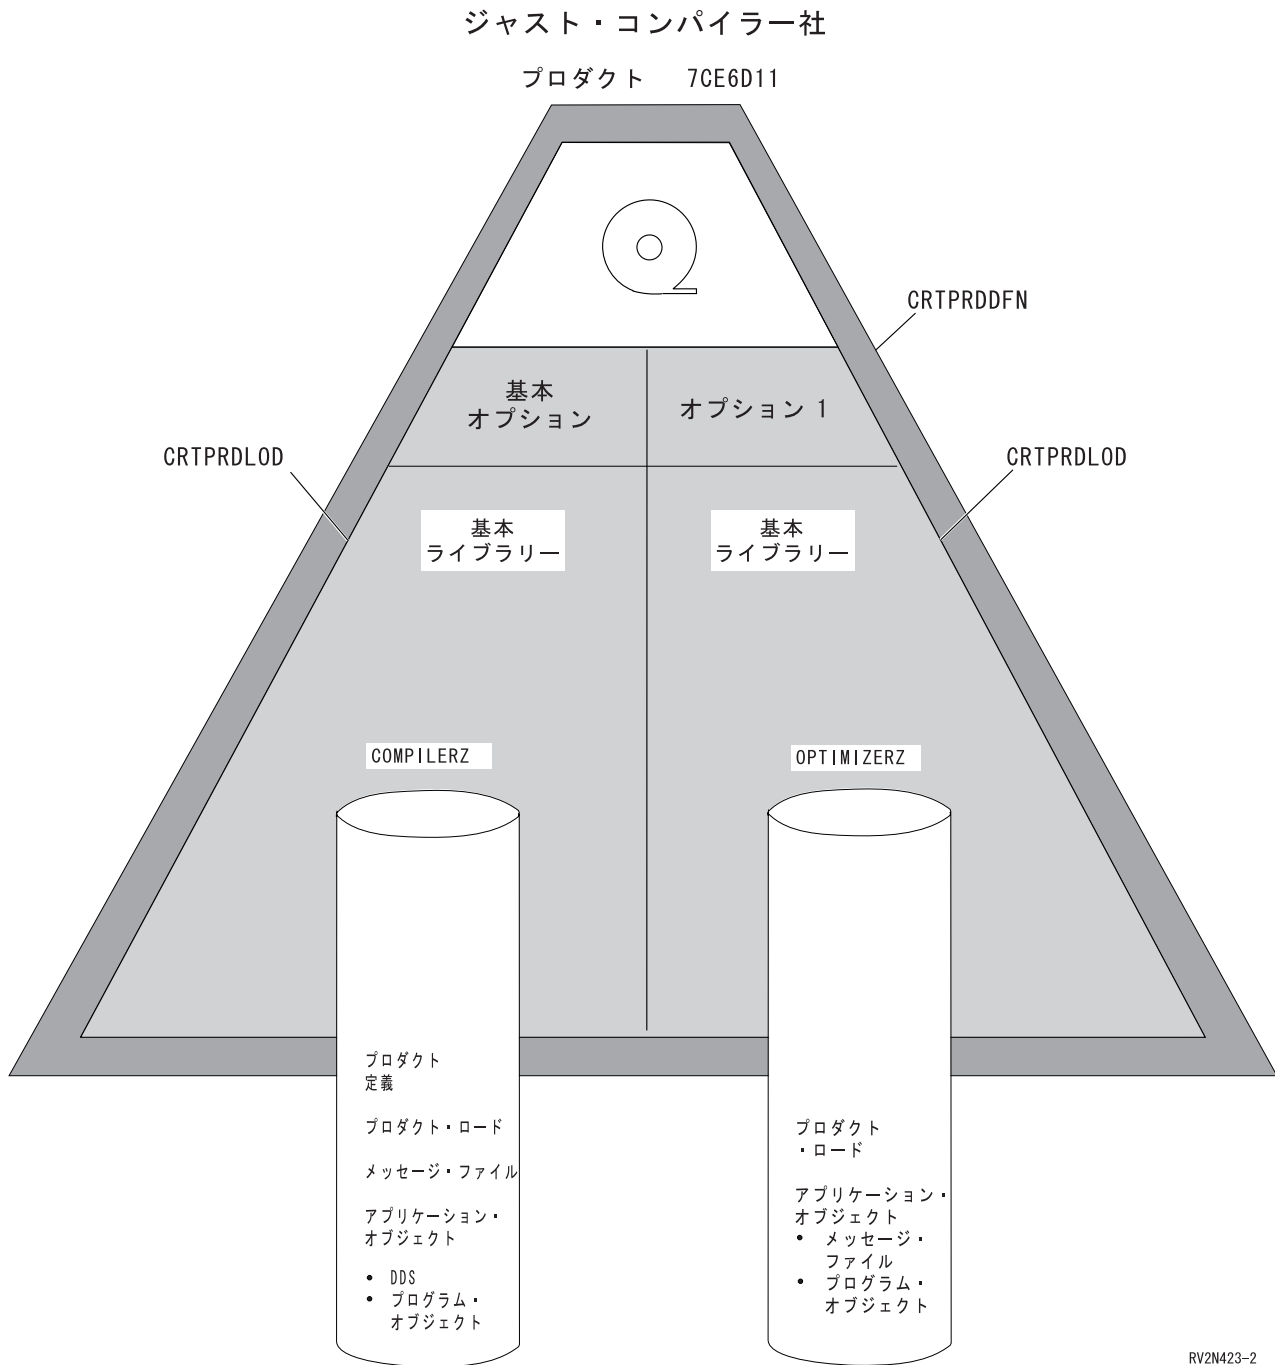 ジャスト・コンパイラー社
プロダクト 7CE6D11
CRTPRDDFN
基本
オプション
オプション 1
CRTPRDLOD
CRTPRDLOD
基本
ライブラリー
基本
ライブラリー
COMPILERZ
OPTIMIZERZ
プロダクト
定義
プロダクト・ロード
メッセージ・ファイル
アプリケーション・
オブジェクト
• DDS
• プログラム・
オブジェクト
プロダクト
・ロード
アプリケーション・
オブジェクト
• メッセージ・
ファイル
• プログラム・
オブジェクト
RV2N423-2